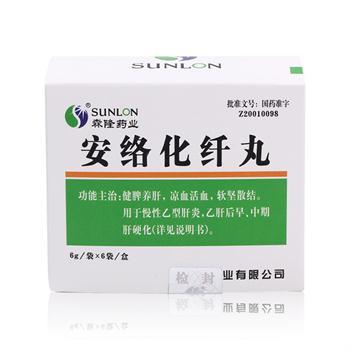 SUNLON
SUNLON®
森隆药业
批准文号：国药准字
Z20010098
安络化纤丸
功能主治：健脾养肝，凉血活血，软坚散结。
用于慢性乙型肝炎，乙肝后早、中期
肝硬化(详见说明书)。
6g/袋×6袋/盒
检 封
业有限公司